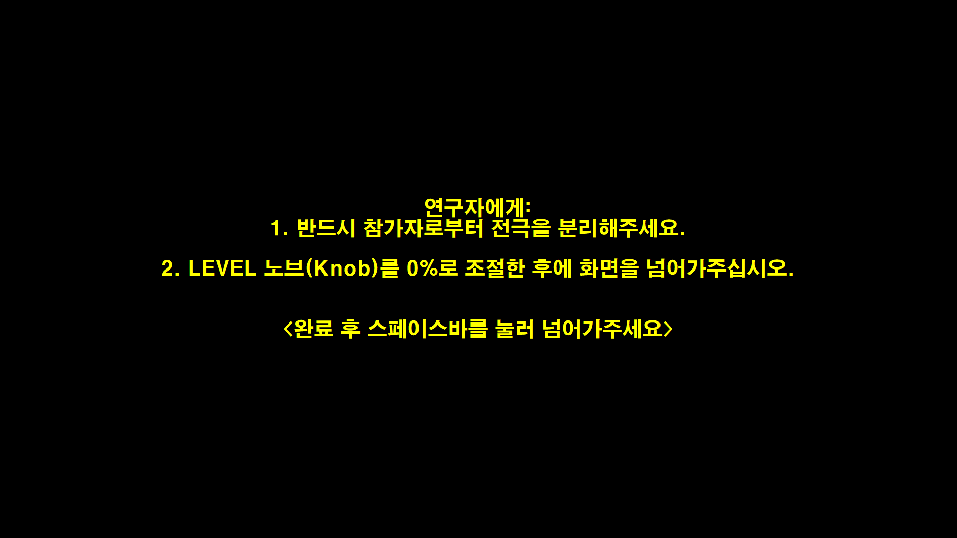 연구자에게:
1. 반드시 참가자로부터 전극을 분리해주세요.
2. LEVEL 노브(Knob)를 0%로 조절한 후에 화면을 넘어가주십시오.
<완료 후 스페이스바를 눌러 넘어가주세요>